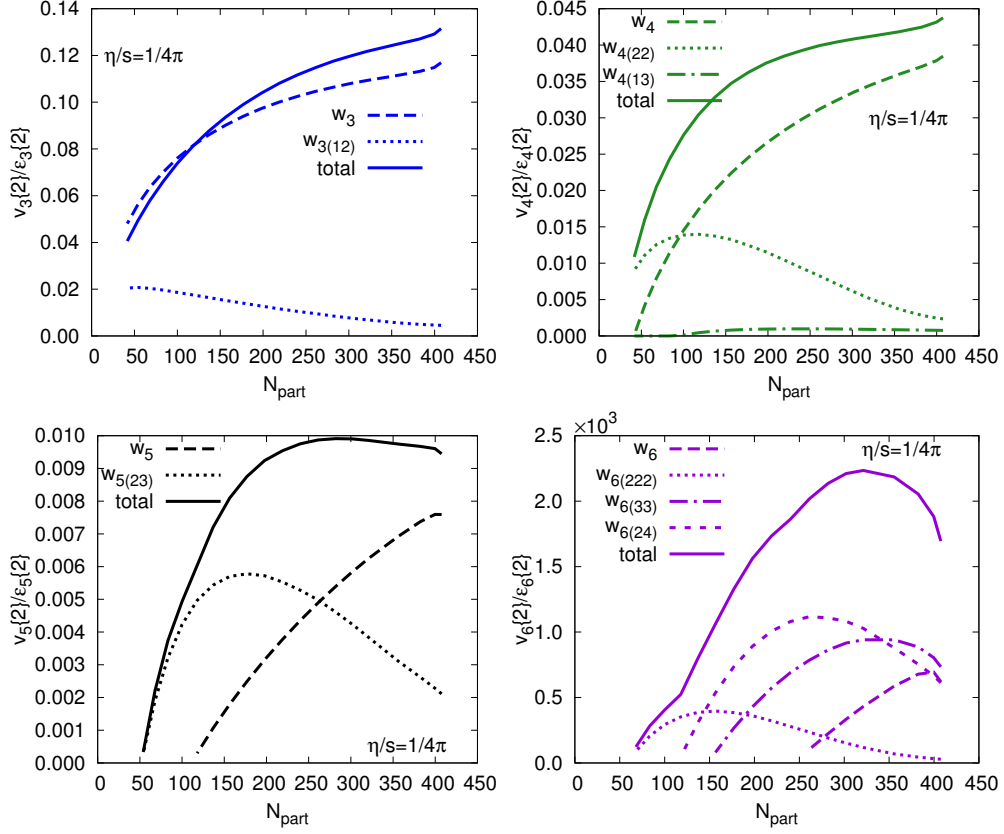 0.14
0.12
0.10
0.08
0.06
0.04
0.02
0.00
v3{2}/ε3{2}
η/s=1/4π
w3
w3(12)
total
0 50 100 150 200 250 300 350 400 450
Npart
0.045
0.040
0.035
0.030
0.025
0.020
0.015
0.010
0.005
0.000
v4{2}/ε4{2}
w4
w4(22)
w4(13)
total
η/s=1/4π
0 50 100 150 200 250 300 350 400 450
Npart
0.010
0.009
0.008
0.007
0.006
0.005
0.004
0.003
0.002
0.001
0.000
v5{2}/ε5{2}
w5
w5(23)
total
η/s=1/4π
0 50 100 150 200 250 300 350 400 450
Npart
×10³
2.5
2.0
1.5
1.0
0.5
0.0
v6{2}/ε6{2}
w6
w6(222)
w6(33)
w6(24)
total
η/s=1/4π
0 50 100 150 200 250 300 350 400 450
Npart